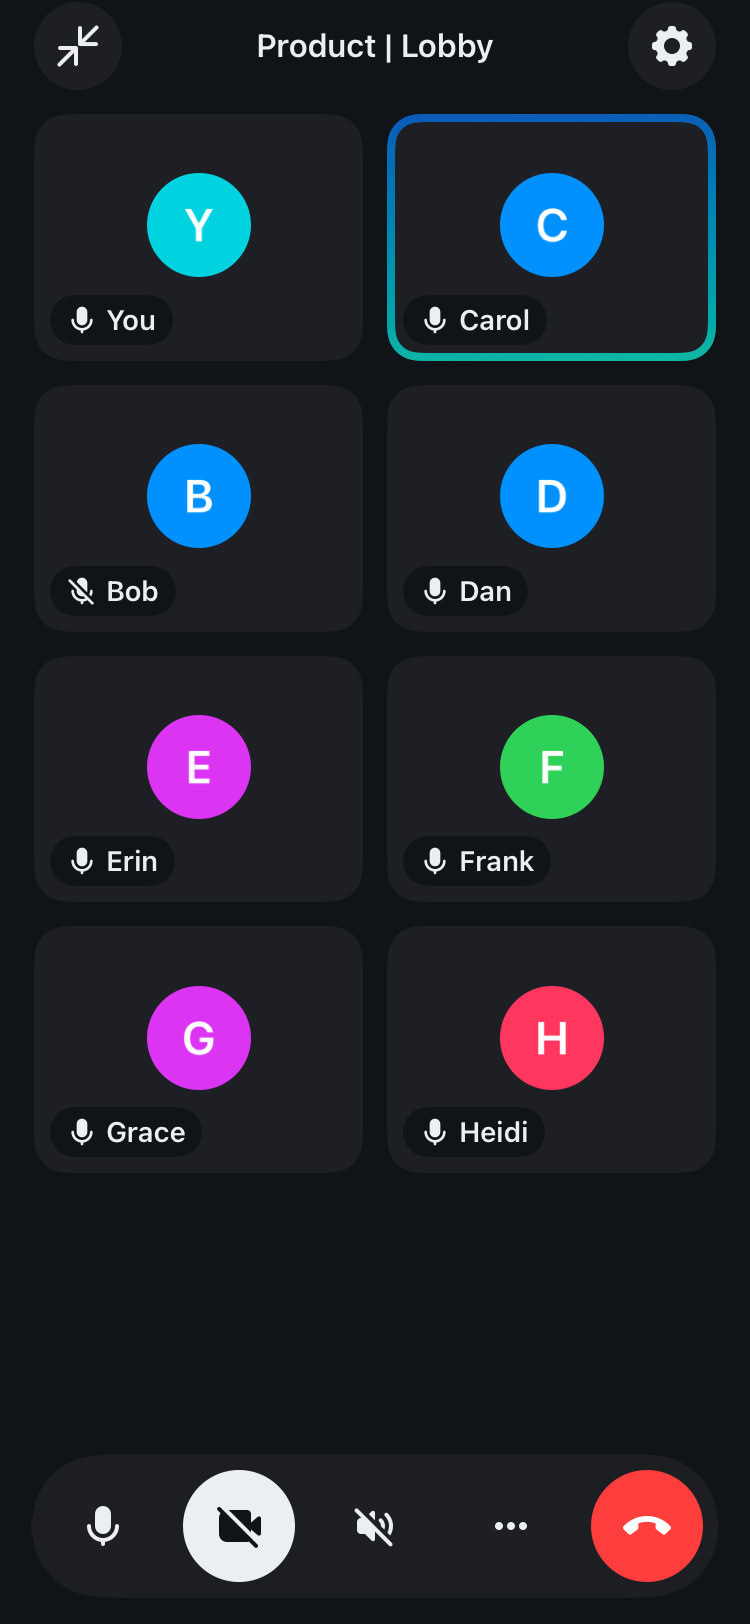 Product | Lobby
Y
You
C
Carol
B
Bob
D
Dan
E
Erin
F
Frank
G
Grace
H
Heidi